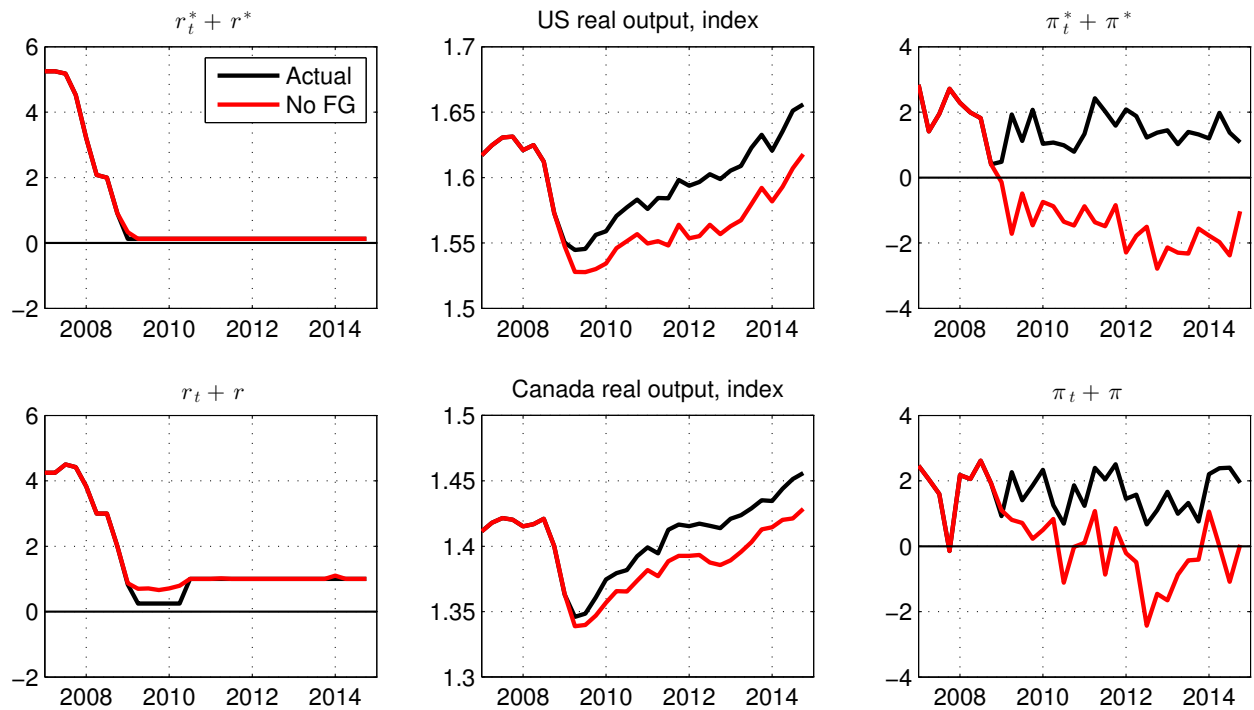 r*t + r*
US real output, index
π*t + π*
6
4
2
0
−2
2008 2010 2012 2014
Actual
No FG
1.7
1.65
1.6
1.55
1.5
2008 2010 2012 2014
4
2
0
−2
−4
2008 2010 2012 2014
rt + r
Canada real output, index
πt + π
6
4
2
0
−2
2008 2010 2012 2014
1.5
1.45
1.4
1.35
1.3
2008 2010 2012 2014
4
2
0
−2
−4
2008 2010 2012 2014